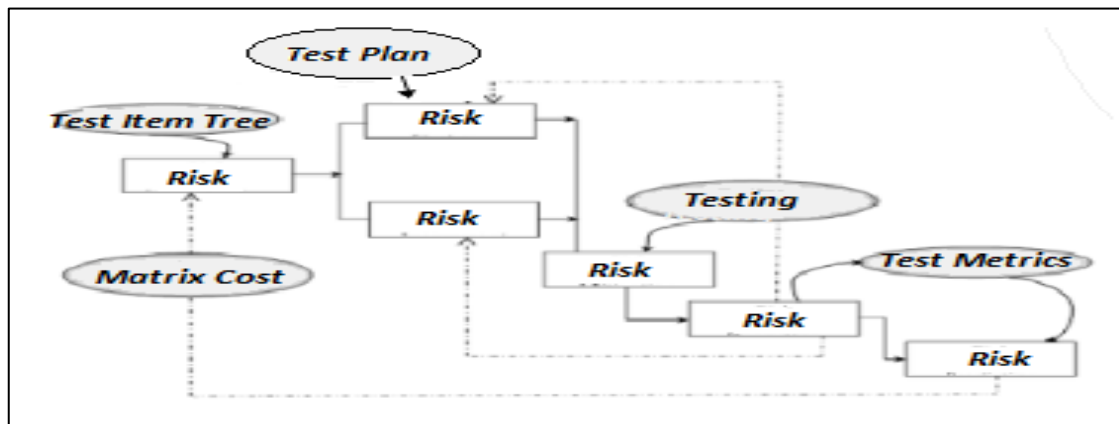 Test Plan
Risk
Test Item Tree
Risk
Risk
Testing
Risk
Matrix Cost
Test Metrics
Risk
Risk